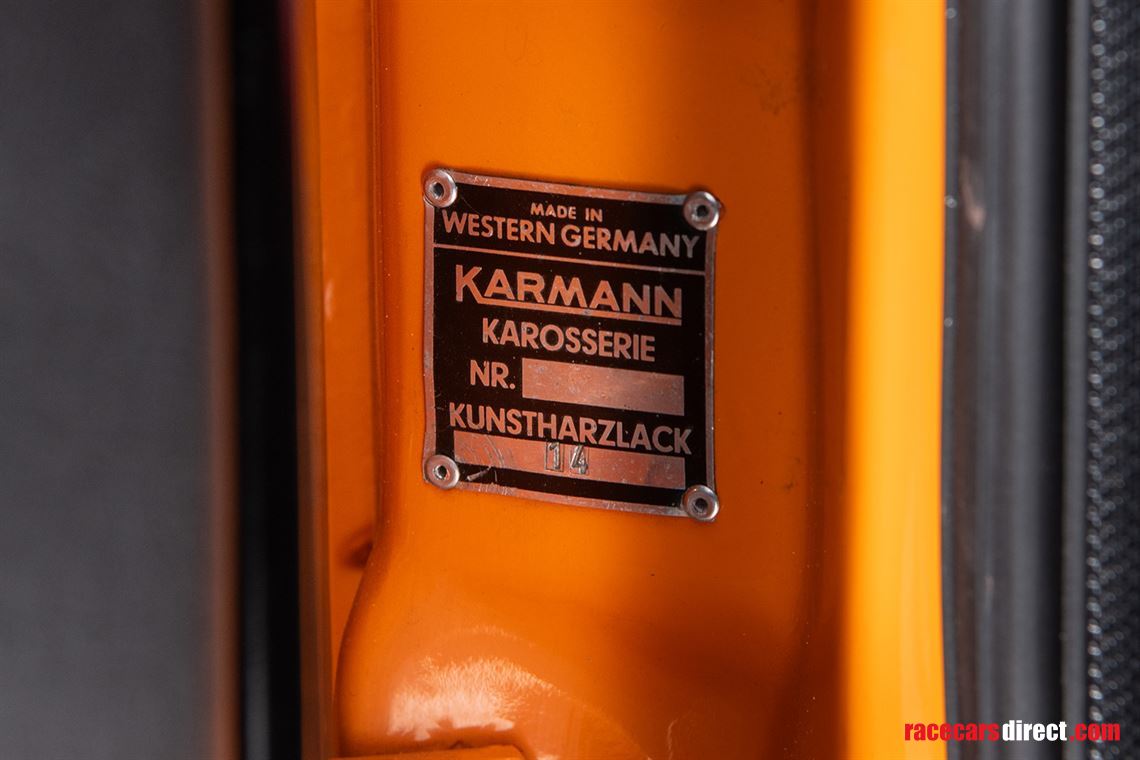 MADE IN
WESTERN GERMANY
KARMANN
KAROSSERIE
NR.
KUNSTHARZLACK
14
racecarsdirect.com